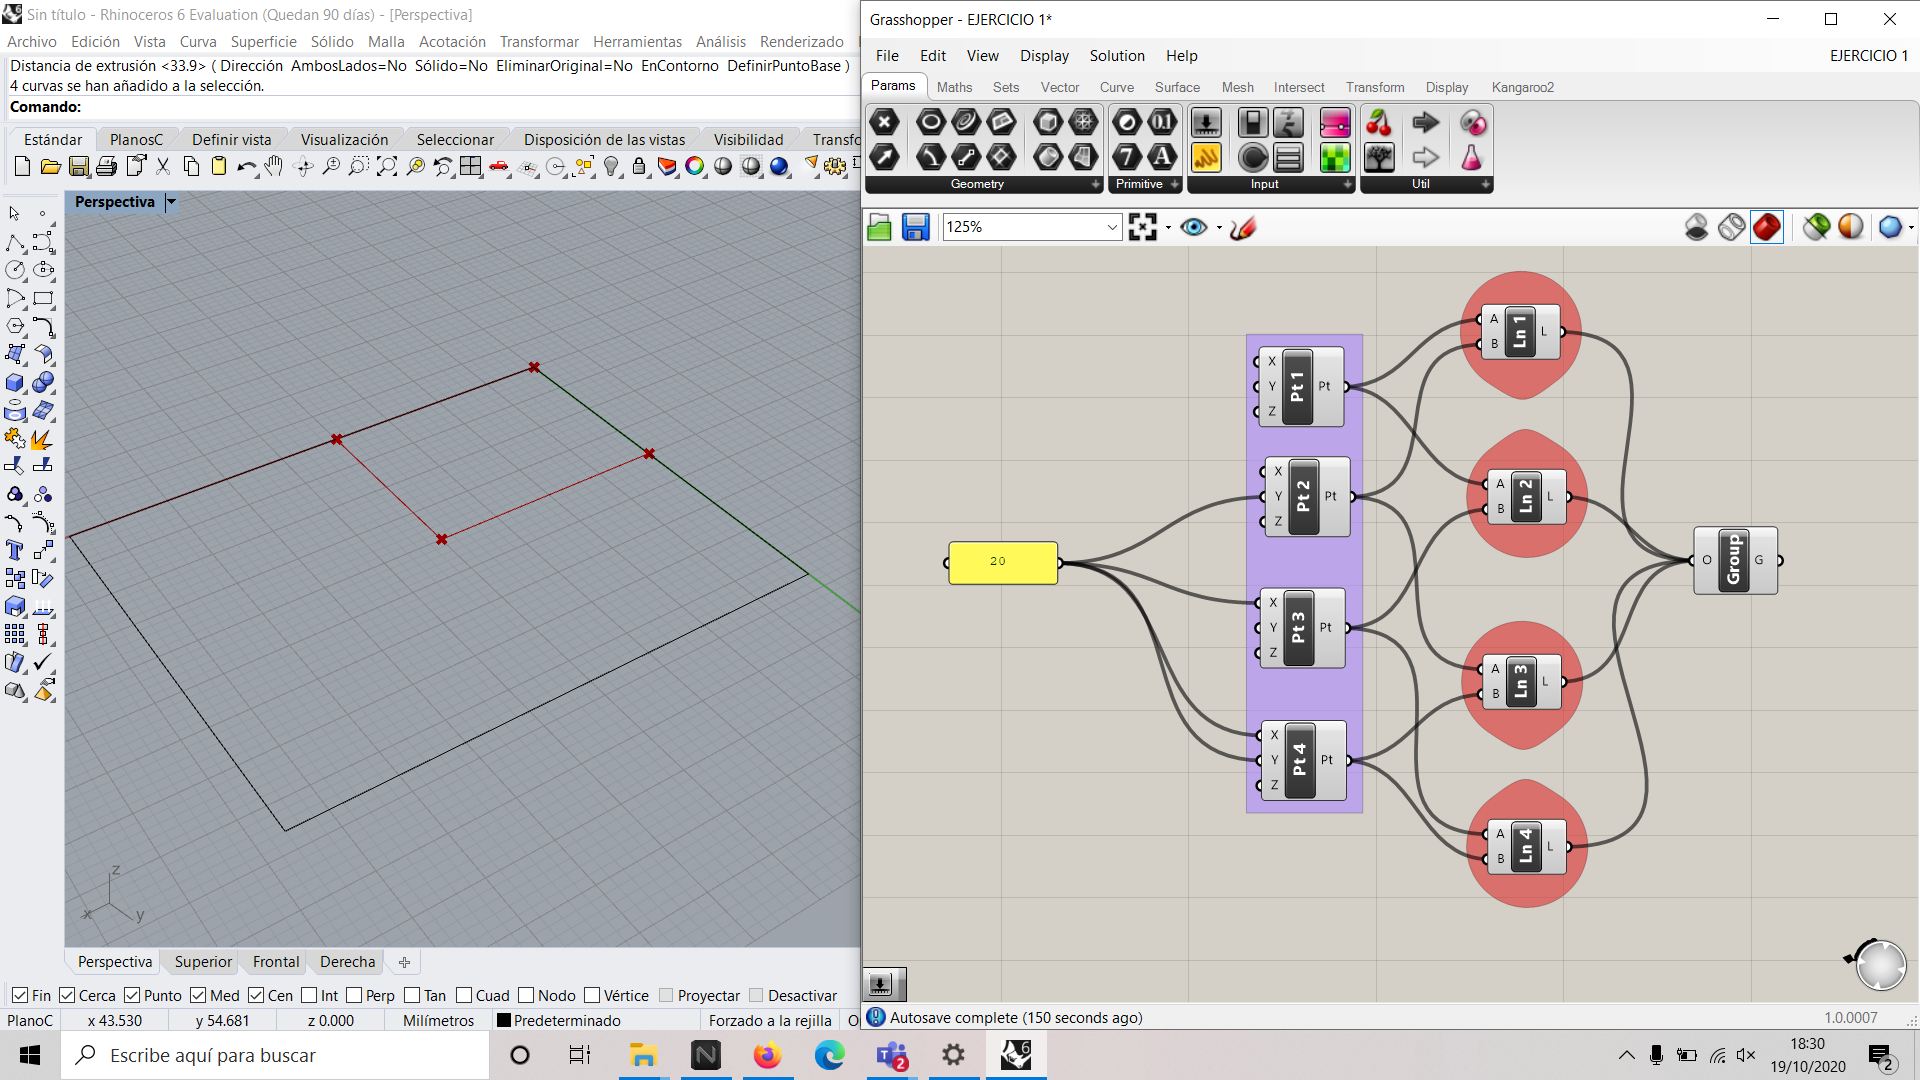 Sin título - Rhinoceros 6 Evaluation (Quedan 90 días) - [Perspectiva]
Archivo Edición Vista Curva Superficie Sólido Malla Acotación Transformar Herramientas Análisis Renderizado
Distancia de extrusión <33.9> ( Dirección AmbosLados=No Sólido=No EliminarOriginal=No EnContorno DefinirPuntoBase )
4 curvas se han añadido a la selección.
Comando:
Estándar PlanosC Definir vista Visualización Seleccionar Disposición de las vistas Visibilidad Transfo
Perspectiva
z
x
y
Perspectiva Superior Frontal Derecha
Fin Cerca Punto Med Cen Int Perp Tan Cuad Nodo Vértice Proyectar Desactivar
PlanoC x 43.530 y 54.681 z 0.000 Milímetros Predeterminado Forzado a la rejilla O
Grasshopper - EJERCICIO 1*
File Edit View Display Solution Help EJERCICIO 1
Params Maths Sets Vector Curve Surface Mesh Intersect Transform Display Kangaroo2
Geometry Primitive Input Util
125%
20
X Y Z Pt 1 Pt
X Y Z Pt 2 Pt
X Y Z Pt 3 Pt
X Y Z Pt 4 Pt
A B Ln 1 L
A B Ln 2 L
A B Ln 3 L
A B Ln 4 L
O Group G
Autosave complete (150 seconds ago) 1.0.0007
Escribe aquí para buscar
2
6
18:30
19/10/2020
2